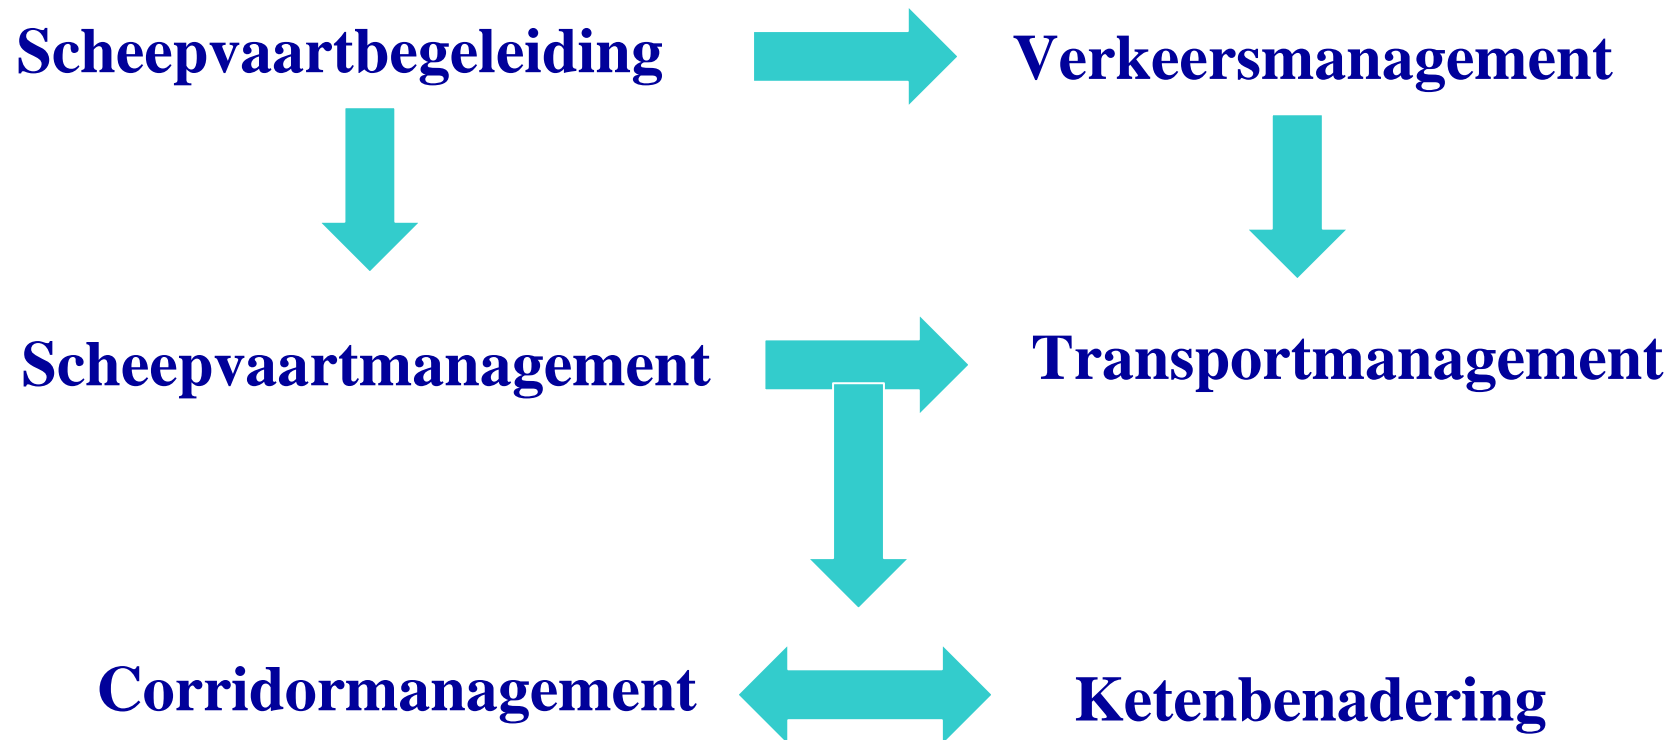 Scheepvaartbegeleiding
Verkeersmanagement
Scheepvaartmanagement
Transportmanagement
Corridormanagement
Ketenbenadering